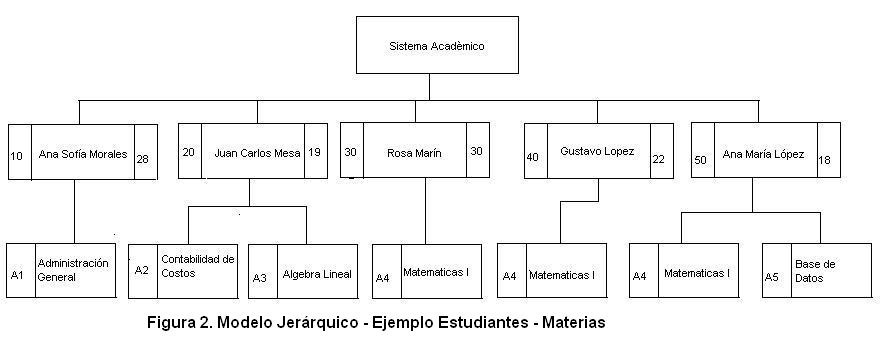 Sistema Acadèmico
10 Ana Sofía Morales 28
20 Juan Carlos Mesa 19
30 Rosa Marín 30
40 Gustavo Lopez 22
50 Ana María López 18
A1 Administración
General
A2 Contabilidad de
Costos
A3 Algebra Lineal
A4 Matematicas I
A4 Matematicas I
A4 Matematicas I
A5 Base de
Datos
Figura 2. Modelo Jerárquico - Ejemplo Estudiantes - Materias